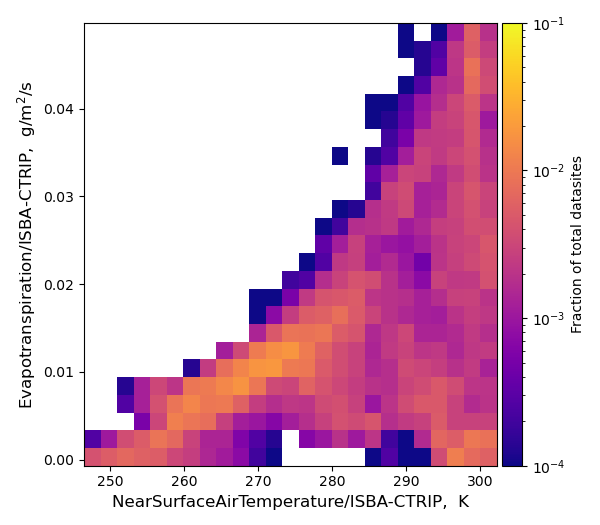 10⁻¹
0.04
10⁻²
0.03
0.02
10⁻³
0.01
0.00
10⁻⁴
250 260 270 280 290 300
NearSurfaceAirTemperature/ISBA-CTRIP, K
Evapotranspiration/ISBA-CTRIP, g/m²/s
Fraction of total datasites